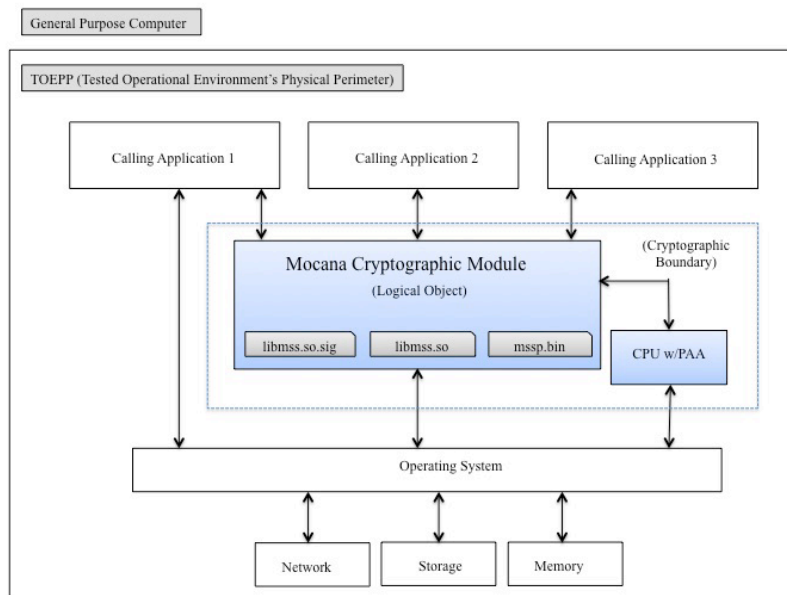 General Purpose Computer
TOEPP (Tested Operational Environment’s Physical Perimeter)
Calling Application 1
Calling Application 2
Calling Application 3
Mocana Cryptographic Module
(Logical Object)
(Cryptographic
Boundary)
libmss.so.sig
libmss.so
mssp.bin
CPU w/PAA
Operating System
Network
Storage
Memory